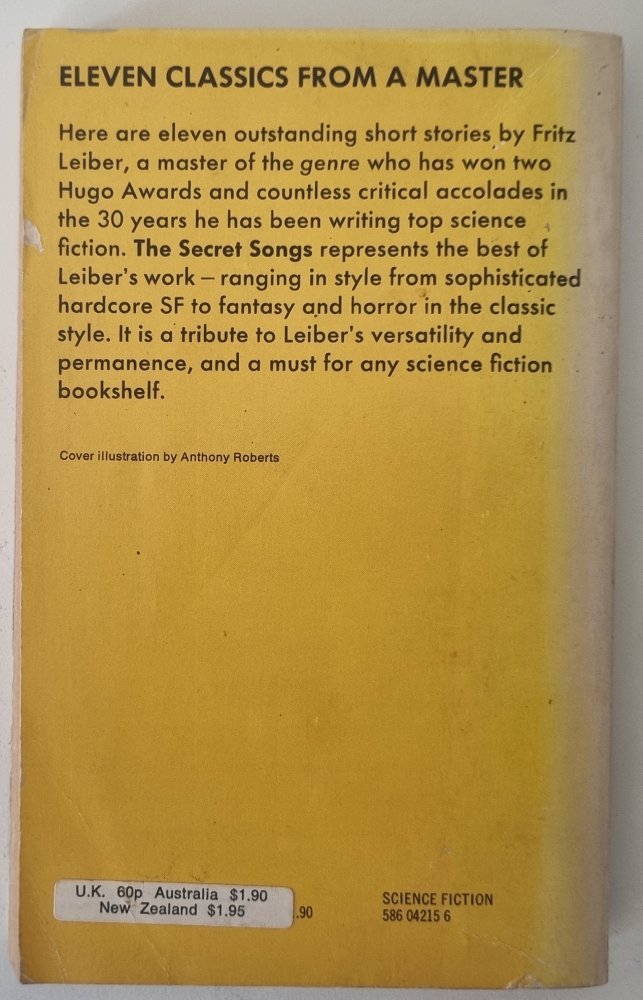 ELEVEN CLASSICS FROM A MASTER
Here are eleven outstanding short stories by Fritz
Leiber, a master of the genre who has won two
Hugo Awards and countless critical accolades in
the 30 years he has been writing top science
fiction. The Secret Songs represents the best of
Leiber's work – ranging in style from sophisticated
hardcore SF to fantasy and horror in the classic
style. It is a tribute to Leiber's versatility and
permanence, and a must for any science fiction
bookshelf.
Cover illustration by Anthony Roberts
U.K. 60p Australia $1.90
New Zealand $1.95
.90
SCIENCE FICTION
586 04215 6